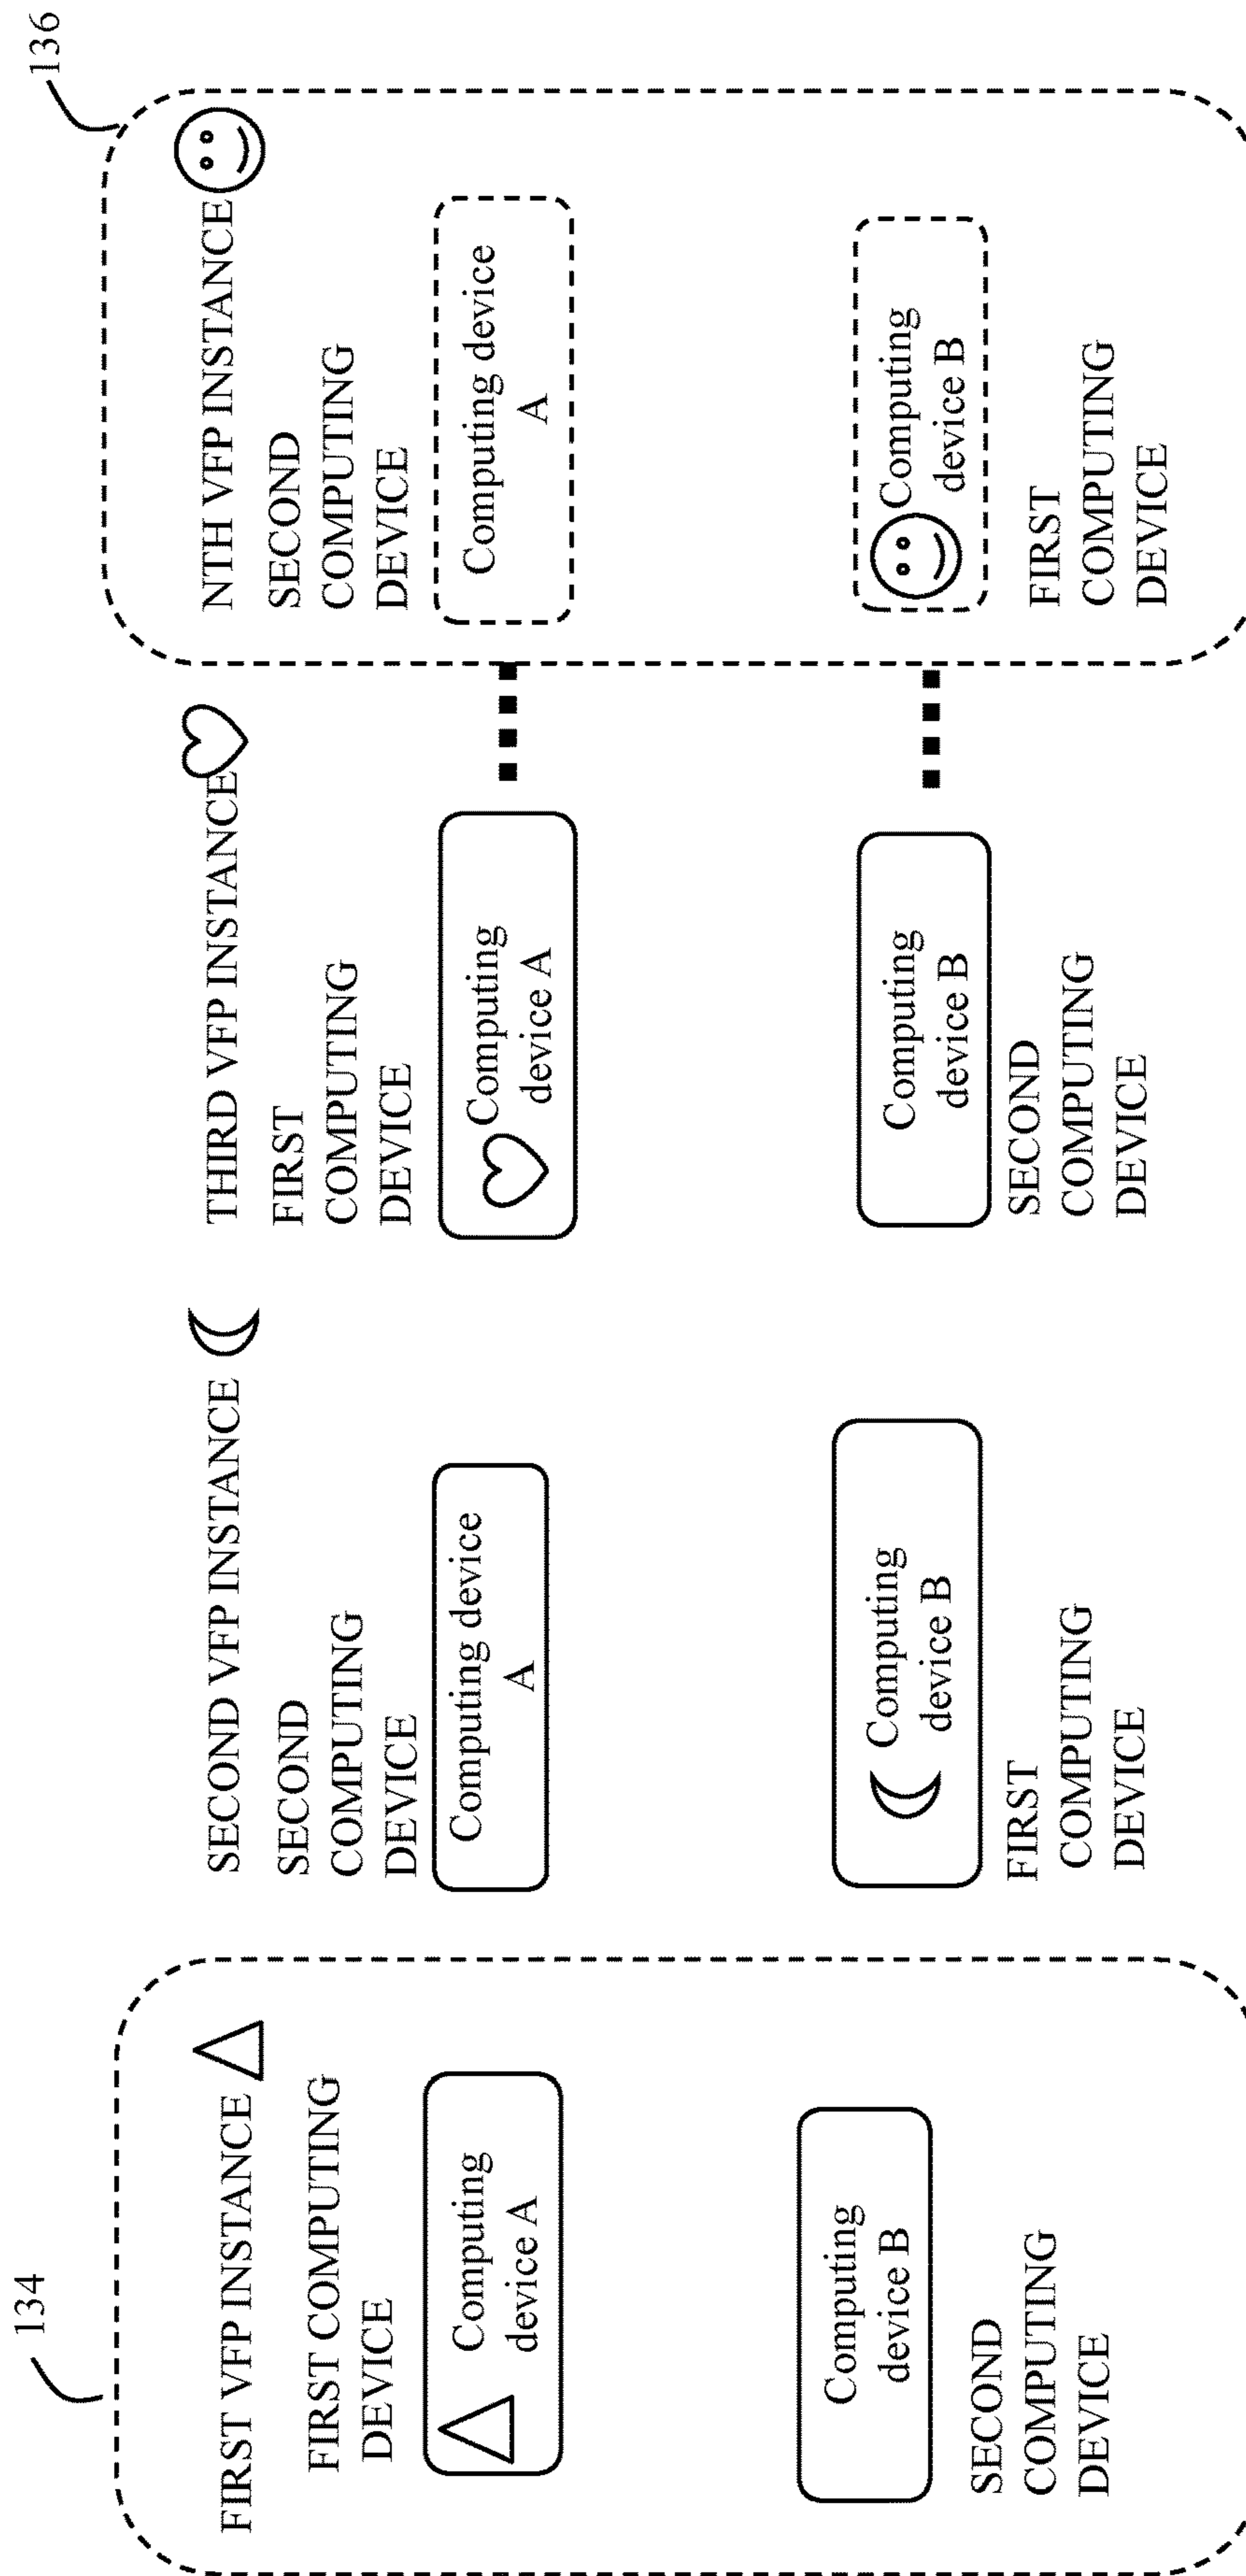 134
FIRST VFP INSTANCE
FIRST COMPUTING
DEVICE
Computing
device A
Computing
device B
SECOND
COMPUTING
DEVICE
SECOND VFP INSTANCE
SECOND
COMPUTING
DEVICE
Computing device
A
Computing
device B
FIRST
COMPUTING
DEVICE
THIRD VFP INSTANCE
FIRST
COMPUTING
DEVICE
Computing
device A
Computing
device B
SECOND
COMPUTING
DEVICE
136
NTH VFP INSTANCE
SECOND
COMPUTING
DEVICE
Computing device
A
Computing
device B
FIRST
COMPUTING
DEVICE